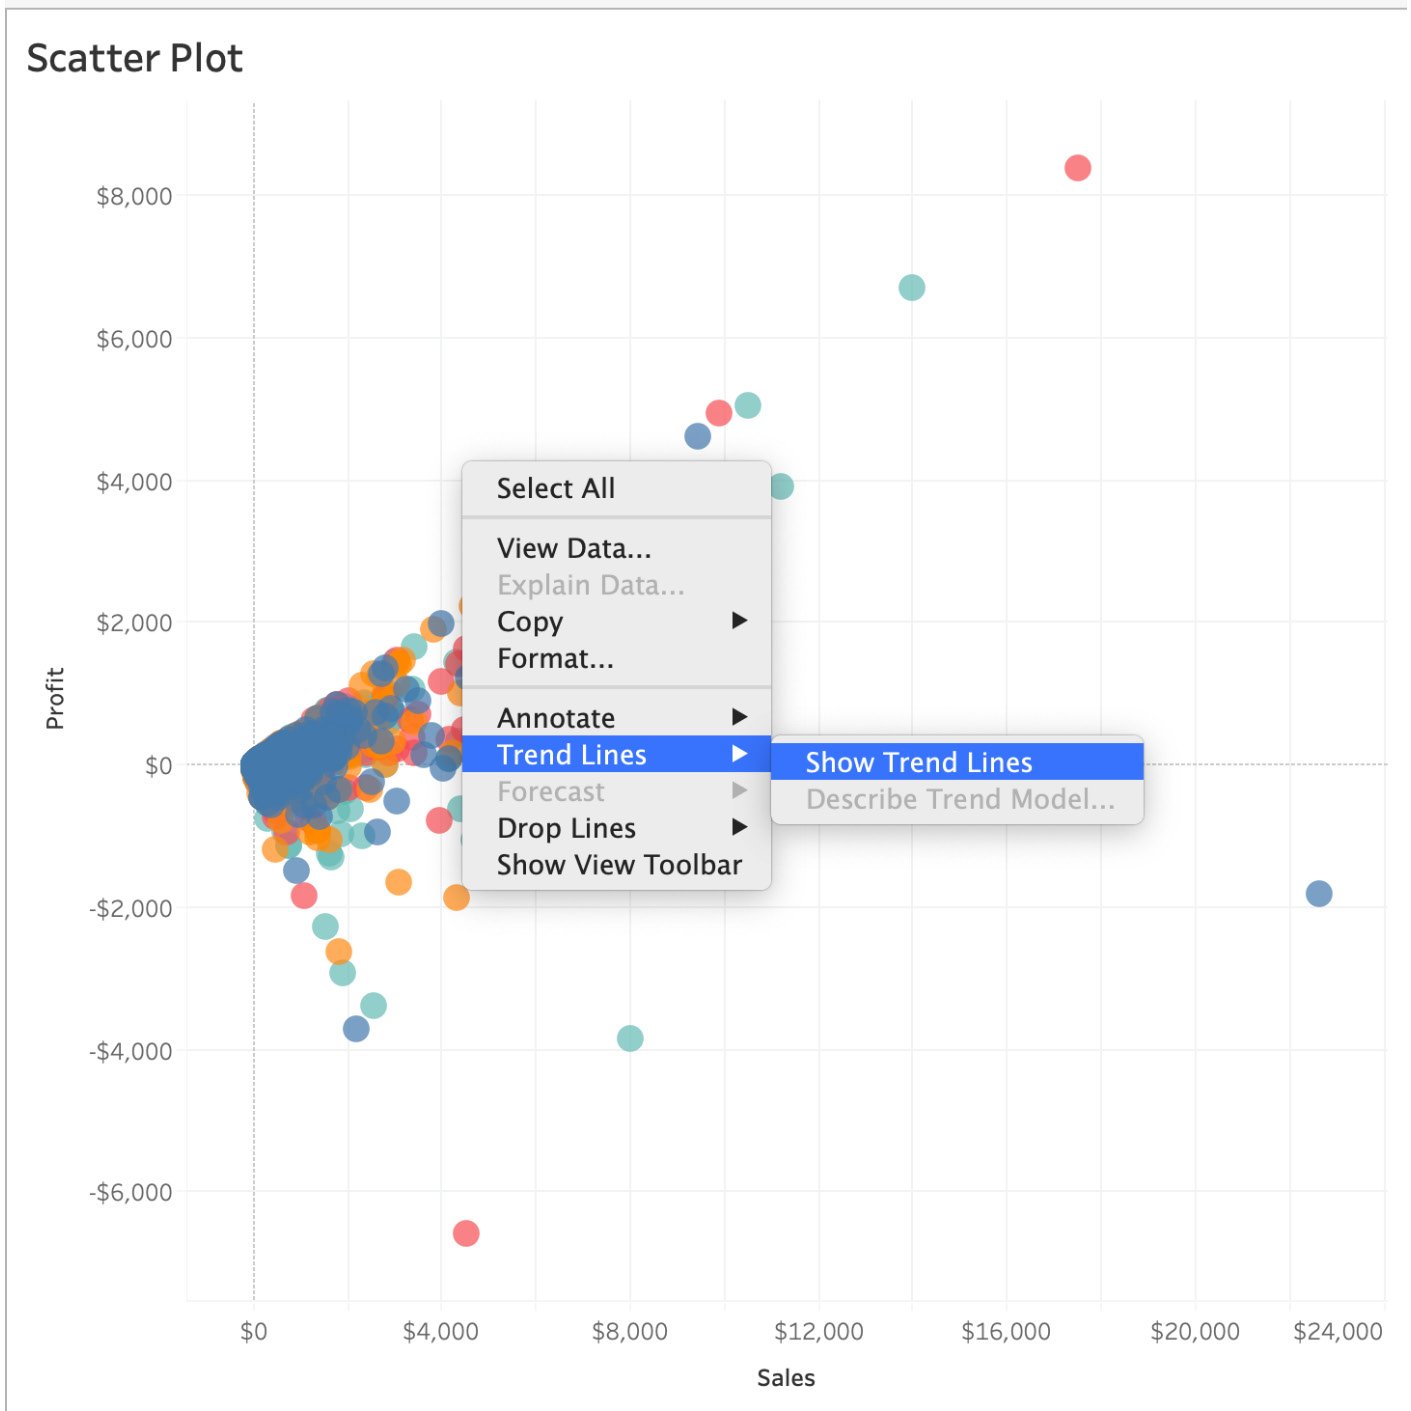 Scatter Plot
$8,000
$6,000
$4,000
$2,000
$0
-$2,000
-$4,000
-$6,000
Profit
Select All
View Data...
Explain Data...
Copy
Format...
Annotate
Trend Lines
Forecast
Drop Lines
Show View Toolbar
Show Trend Lines
Describe Trend Model...
$0 $4,000 $8,000 $12,000 $16,000 $20,000 $24,000
Sales